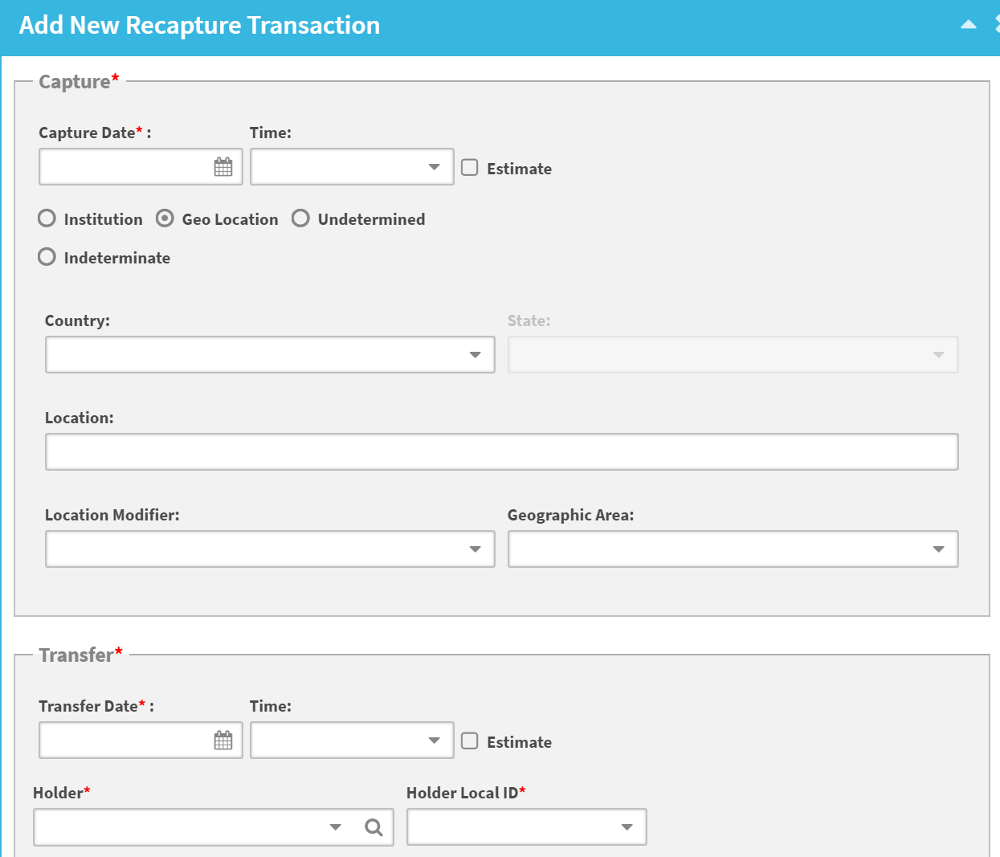 Add New Recapture Transaction
Capture*
Capture Date* : Time:
Estimate
Institution Geo Location Undetermined
Indeterminate
Country: State:
Location:
Location Modifier: Geographic Area:
Transfer*
Transfer Date* : Time:
Estimate
Holder* Holder Local ID*